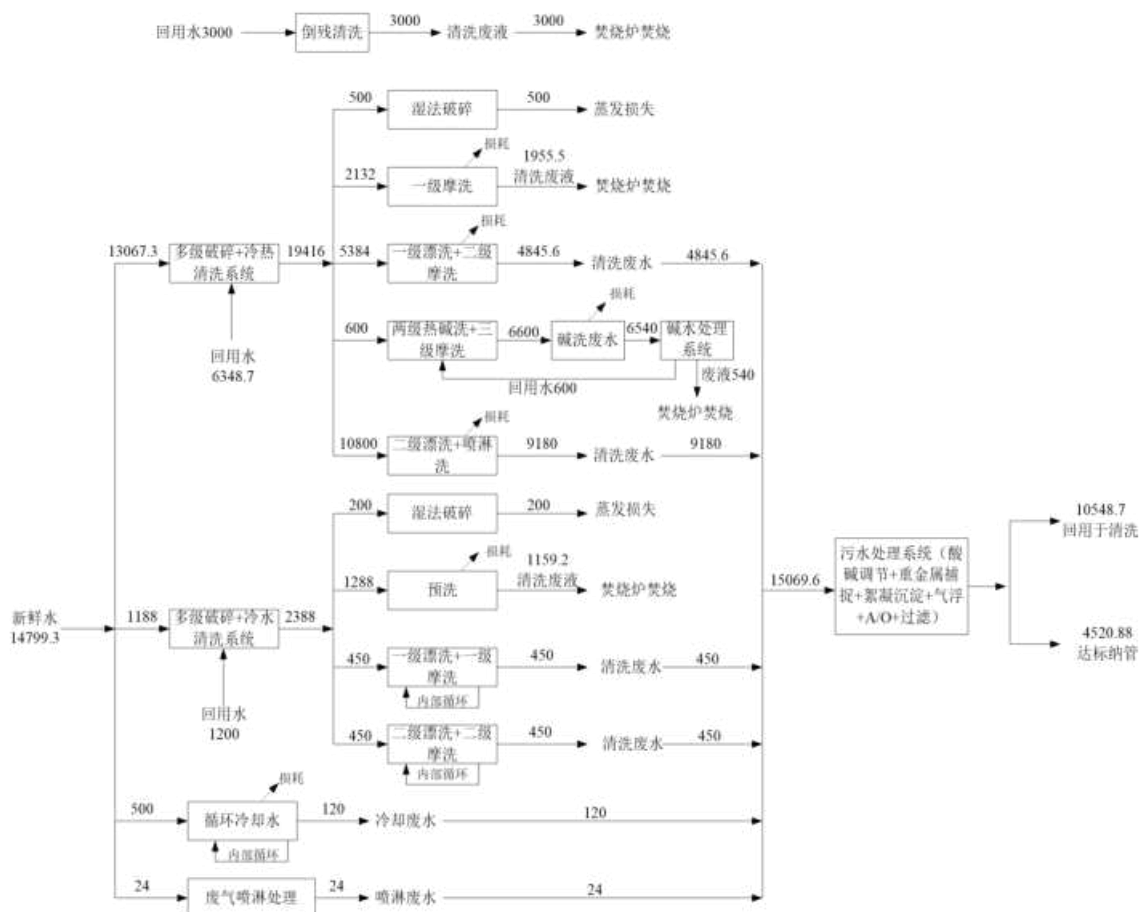 回用水3000
倒残清洗
3000
清洗废液
3000
焚烧炉焚烧
500
湿法破碎
500
蒸发损失
2132
一级摩洗
损耗
1955.5
清洗废液
焚烧炉焚烧
13067.3
多级破碎+冷热
清洗系统
19416
回用水
6348.7
5384
一级漂洗+二级
摩洗
损耗
4845.6
清洗废水
4845.6
600
两级热碱洗+三
级摩洗
6600
碱洗废水
损耗
6540
碱水处理
系统
回用水600
废液540
焚烧炉焚烧
10800
二级漂洗+喷淋
洗
损耗
9180
清洗废水
9180
200
湿法破碎
200
蒸发损失
1288
预洗
损耗
1159.2
清洗废液
焚烧炉焚烧
新鲜水
14799.3
1188
多级破碎+冷水
清洗系统
2388
回用水
1200
450
一级漂洗+一级
摩洗
内部循环
450
清洗废水
450
450
二级漂洗+二级
摩洗
内部循环
450
清洗废水
450
500
循环冷却水
损耗
内部循环
120
冷却废水
120
24
废气喷淋处理
24
喷淋废水
24
15069.6
污水处理系统（酸
碱调节+重金属捕
捉+絮凝沉淀+气浮
+A/O+过滤）
10548.7
回用于清洗
4520.88
达标纳管